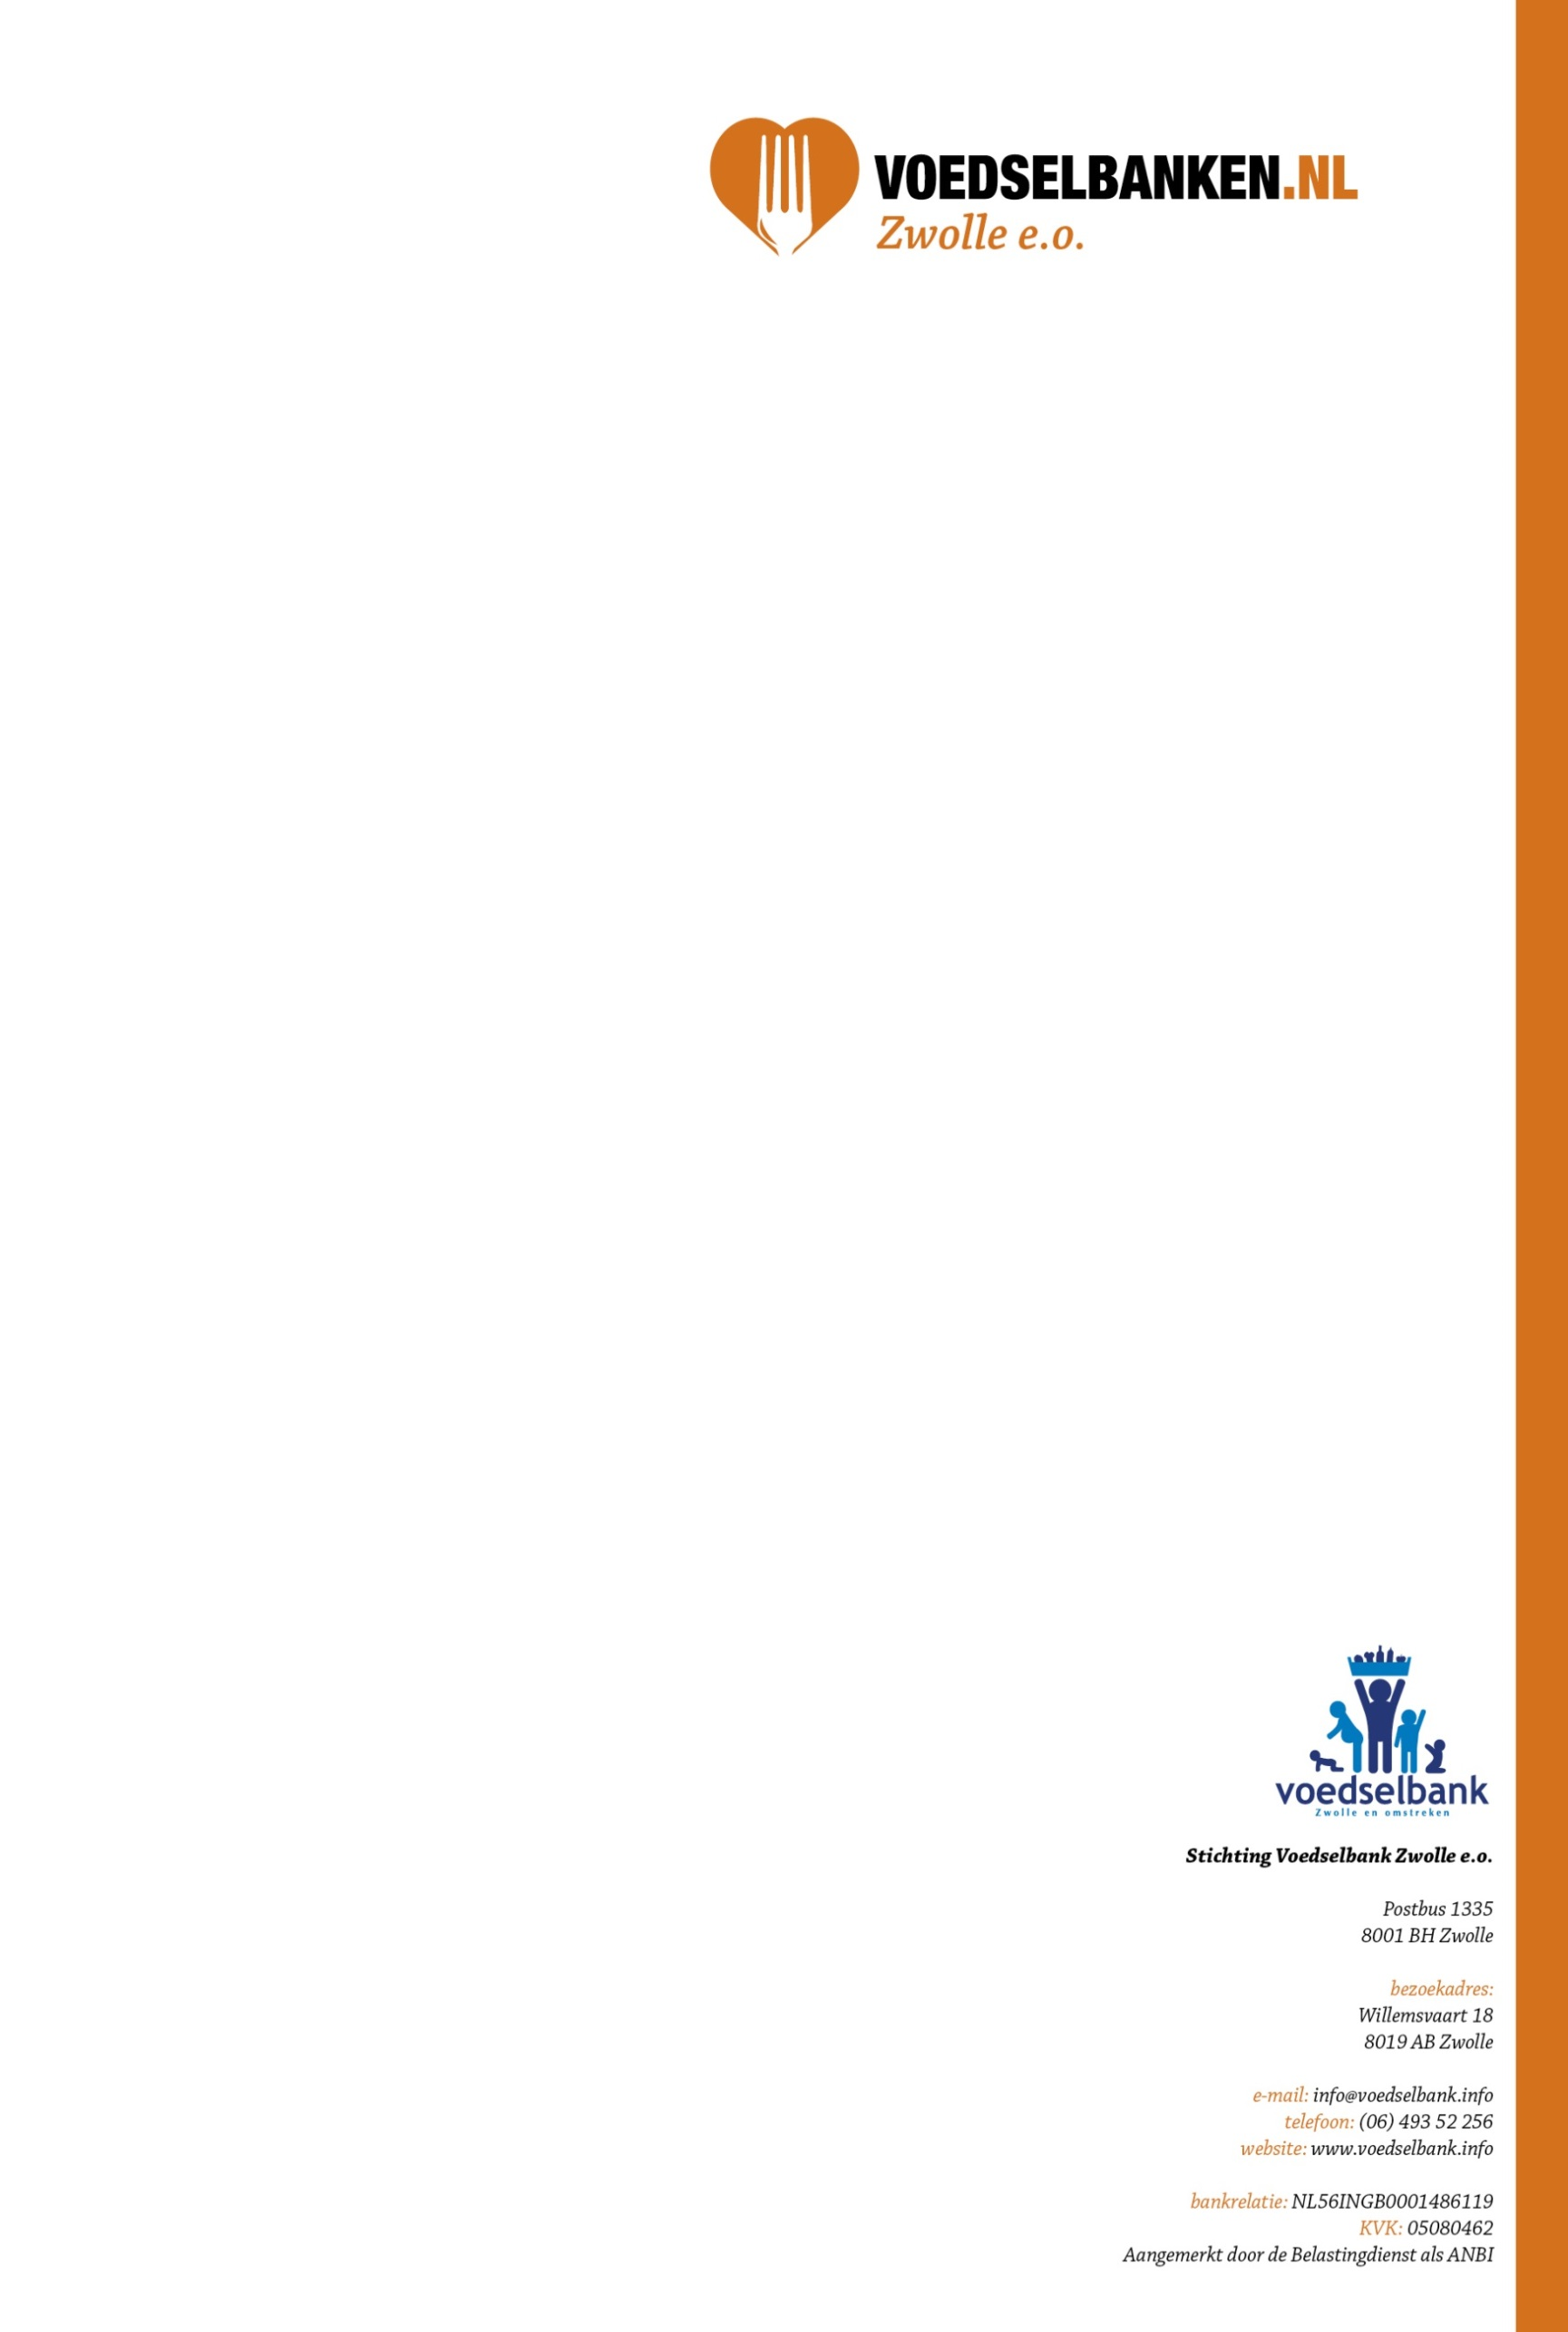 VOEDSELBANKEN.NL
Zwolle e.o.
voedselbank
Zwolle en omstreken
Stichting Voedselbank Zwolle e.o.
Postbus 1335
8001 BH Zwolle
bezoekadres:
Willemsvaart 18
8019 AB Zwolle
e-mail: info@voedselbank.info
telefoon: (06) 493 52 256
website: www.voedselbank.info
bankrelatie: NL56INGB0001486119
KVK: 05080462
Aangemerkt door de Belastingdienst als ANBI